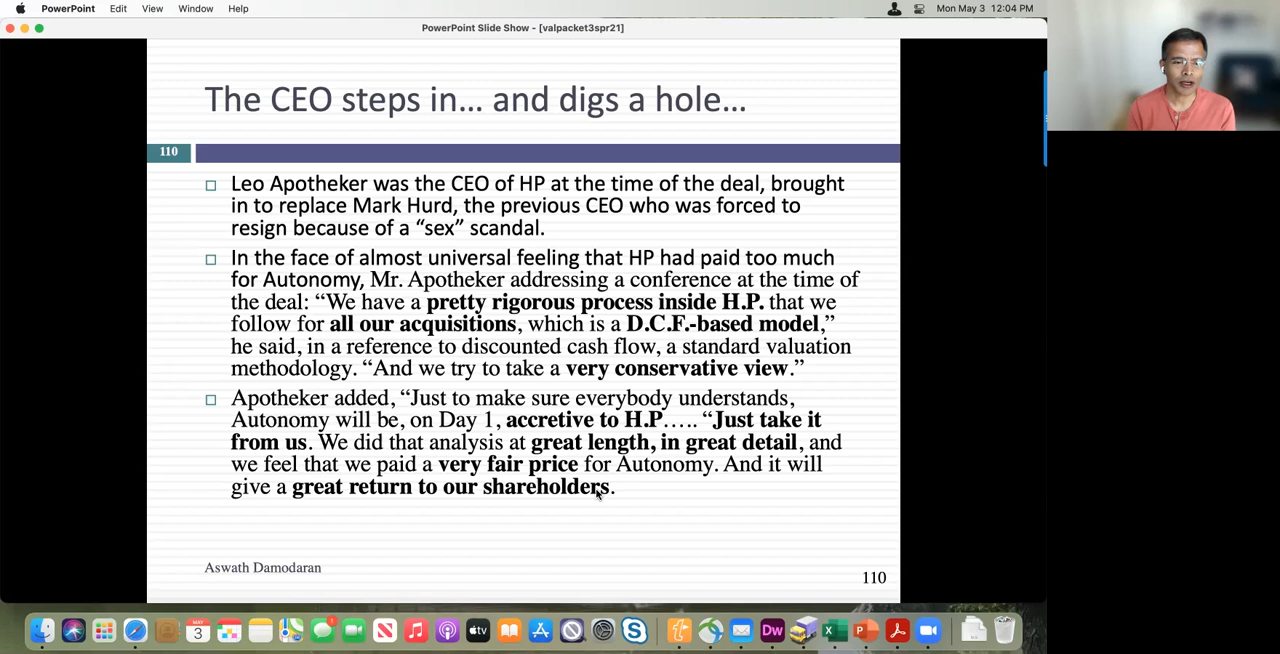 PowerPoint Edit View Window Help Mon May 3 12:04 PM
PowerPoint Slide Show - [valpacket3spr21]
The CEO steps in… and digs a hole…
110
□ Leo Apotheker was the CEO of HP at the time of the deal, brought
in to replace Mark Hurd, the previous CEO who was forced to
resign because of a “sex” scandal.
□ In the face of almost universal feeling that HP had paid too much
for Autonomy, Mr. Apotheker addressing a conference at the time of
the deal: “We have a pretty rigorous process inside H.P. that we
follow for all our acquisitions, which is a D.C.F.-based model,”
he said, in a reference to discounted cash flow, a standard valuation
methodology. “And we try to take a very conservative view.”
□ Apotheker added, “Just to make sure everybody understands,
Autonomy will be, on Day 1, accretive to H.P….. “Just take it
from us. We did that analysis at great length, in great detail, and
we feel that we paid a very fair price for Autonomy. And it will
give a great return to our shareholders.
Aswath Damodaran
110
MAY
3
tv
Dw